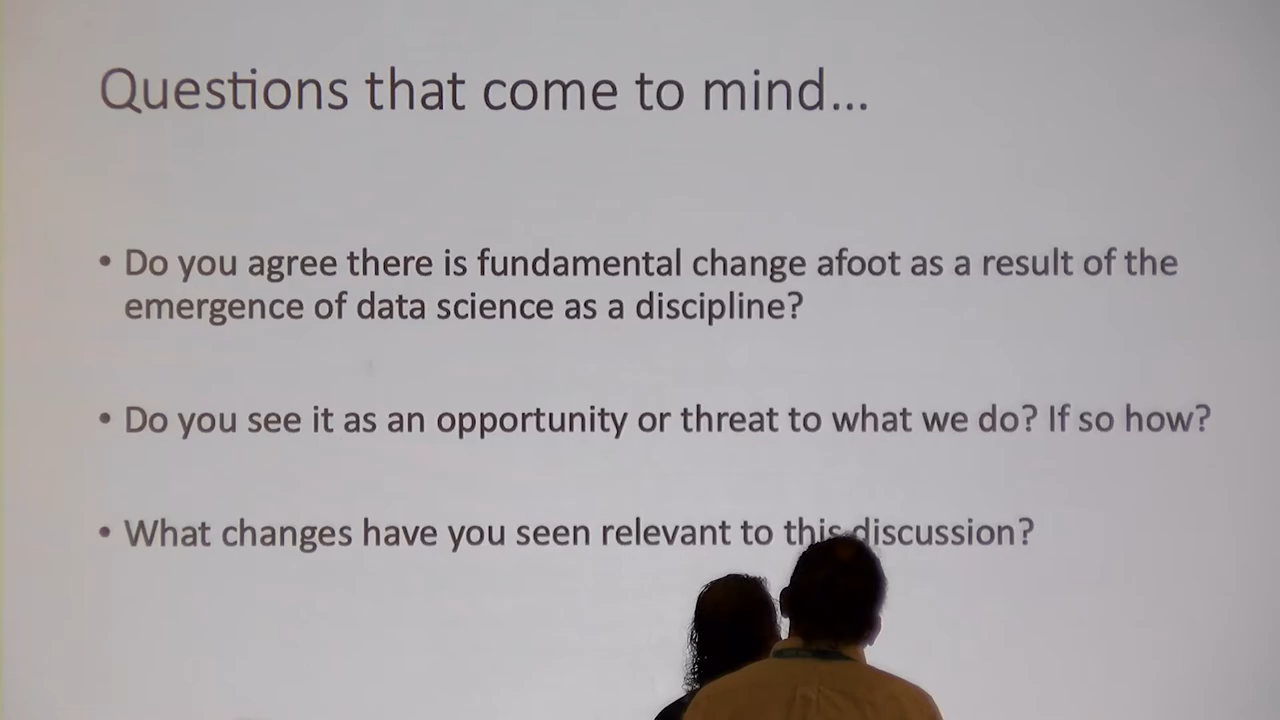 Questions that come to mind...
• Do you agree there is fundamental change afoot as a result of the
emergence of data science as a discipline?
• Do you see it as an opportunity or threat to what we do? If so how?
• What changes have you seen relevant to this discussion?